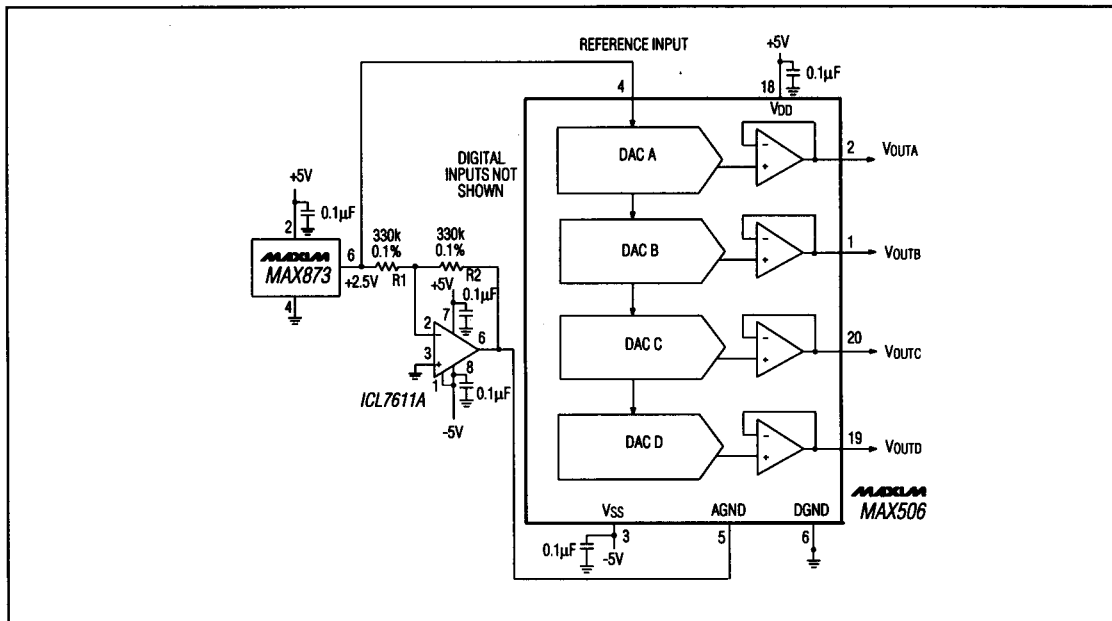 REFERENCE INPUT
+5V
4
18
0.1µF
VDD
DAC A
2
VOUTA
DIGITAL
INPUTS NOT
SHOWN
+5V
0.1µF
2
MAXIM
MAX873
6
+2.5V
4
330k
0.1%
R1
330k
0.1%
R2
+5V
0.1µF
7
2
3
6
8
1
0.1µF
ICL7611A
-5V
DAC B
1
VOUTB
DAC C
20
VOUTC
DAC D
19
VOUTD
MAXIM
MAX506
VSS
AGND
DGND
3
5
6
0.1µF
-5V
-
+
-
+
-
+
-
+
-
+